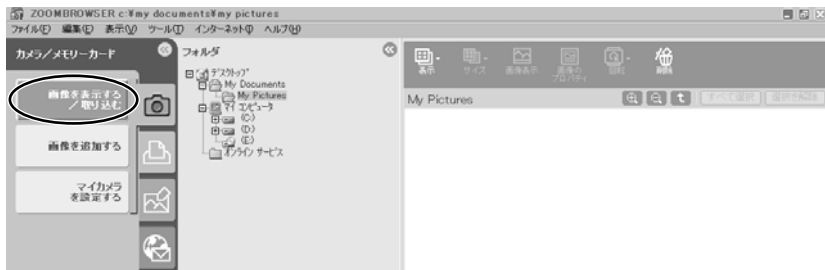 ZOOMBROWSER c:¥my documents¥my pictures
ファイル(F) 編集(E) 表示(V) ツール(T) インターネット(I) ヘルプ(H)
カメラ/メモリーカード
画像を表示する
/取り込む
画像を追加する
マイカメラ
を設定する
フォルダ
デスクトップ
My Documents
My Pictures
マイ コンピュータ
(C:)
(D:)
(E:)
オンライン サービス
表示
サイズ
画像表示
画像の
プロパティ
回転
削除
My Pictures
すべて選択
選択を解除